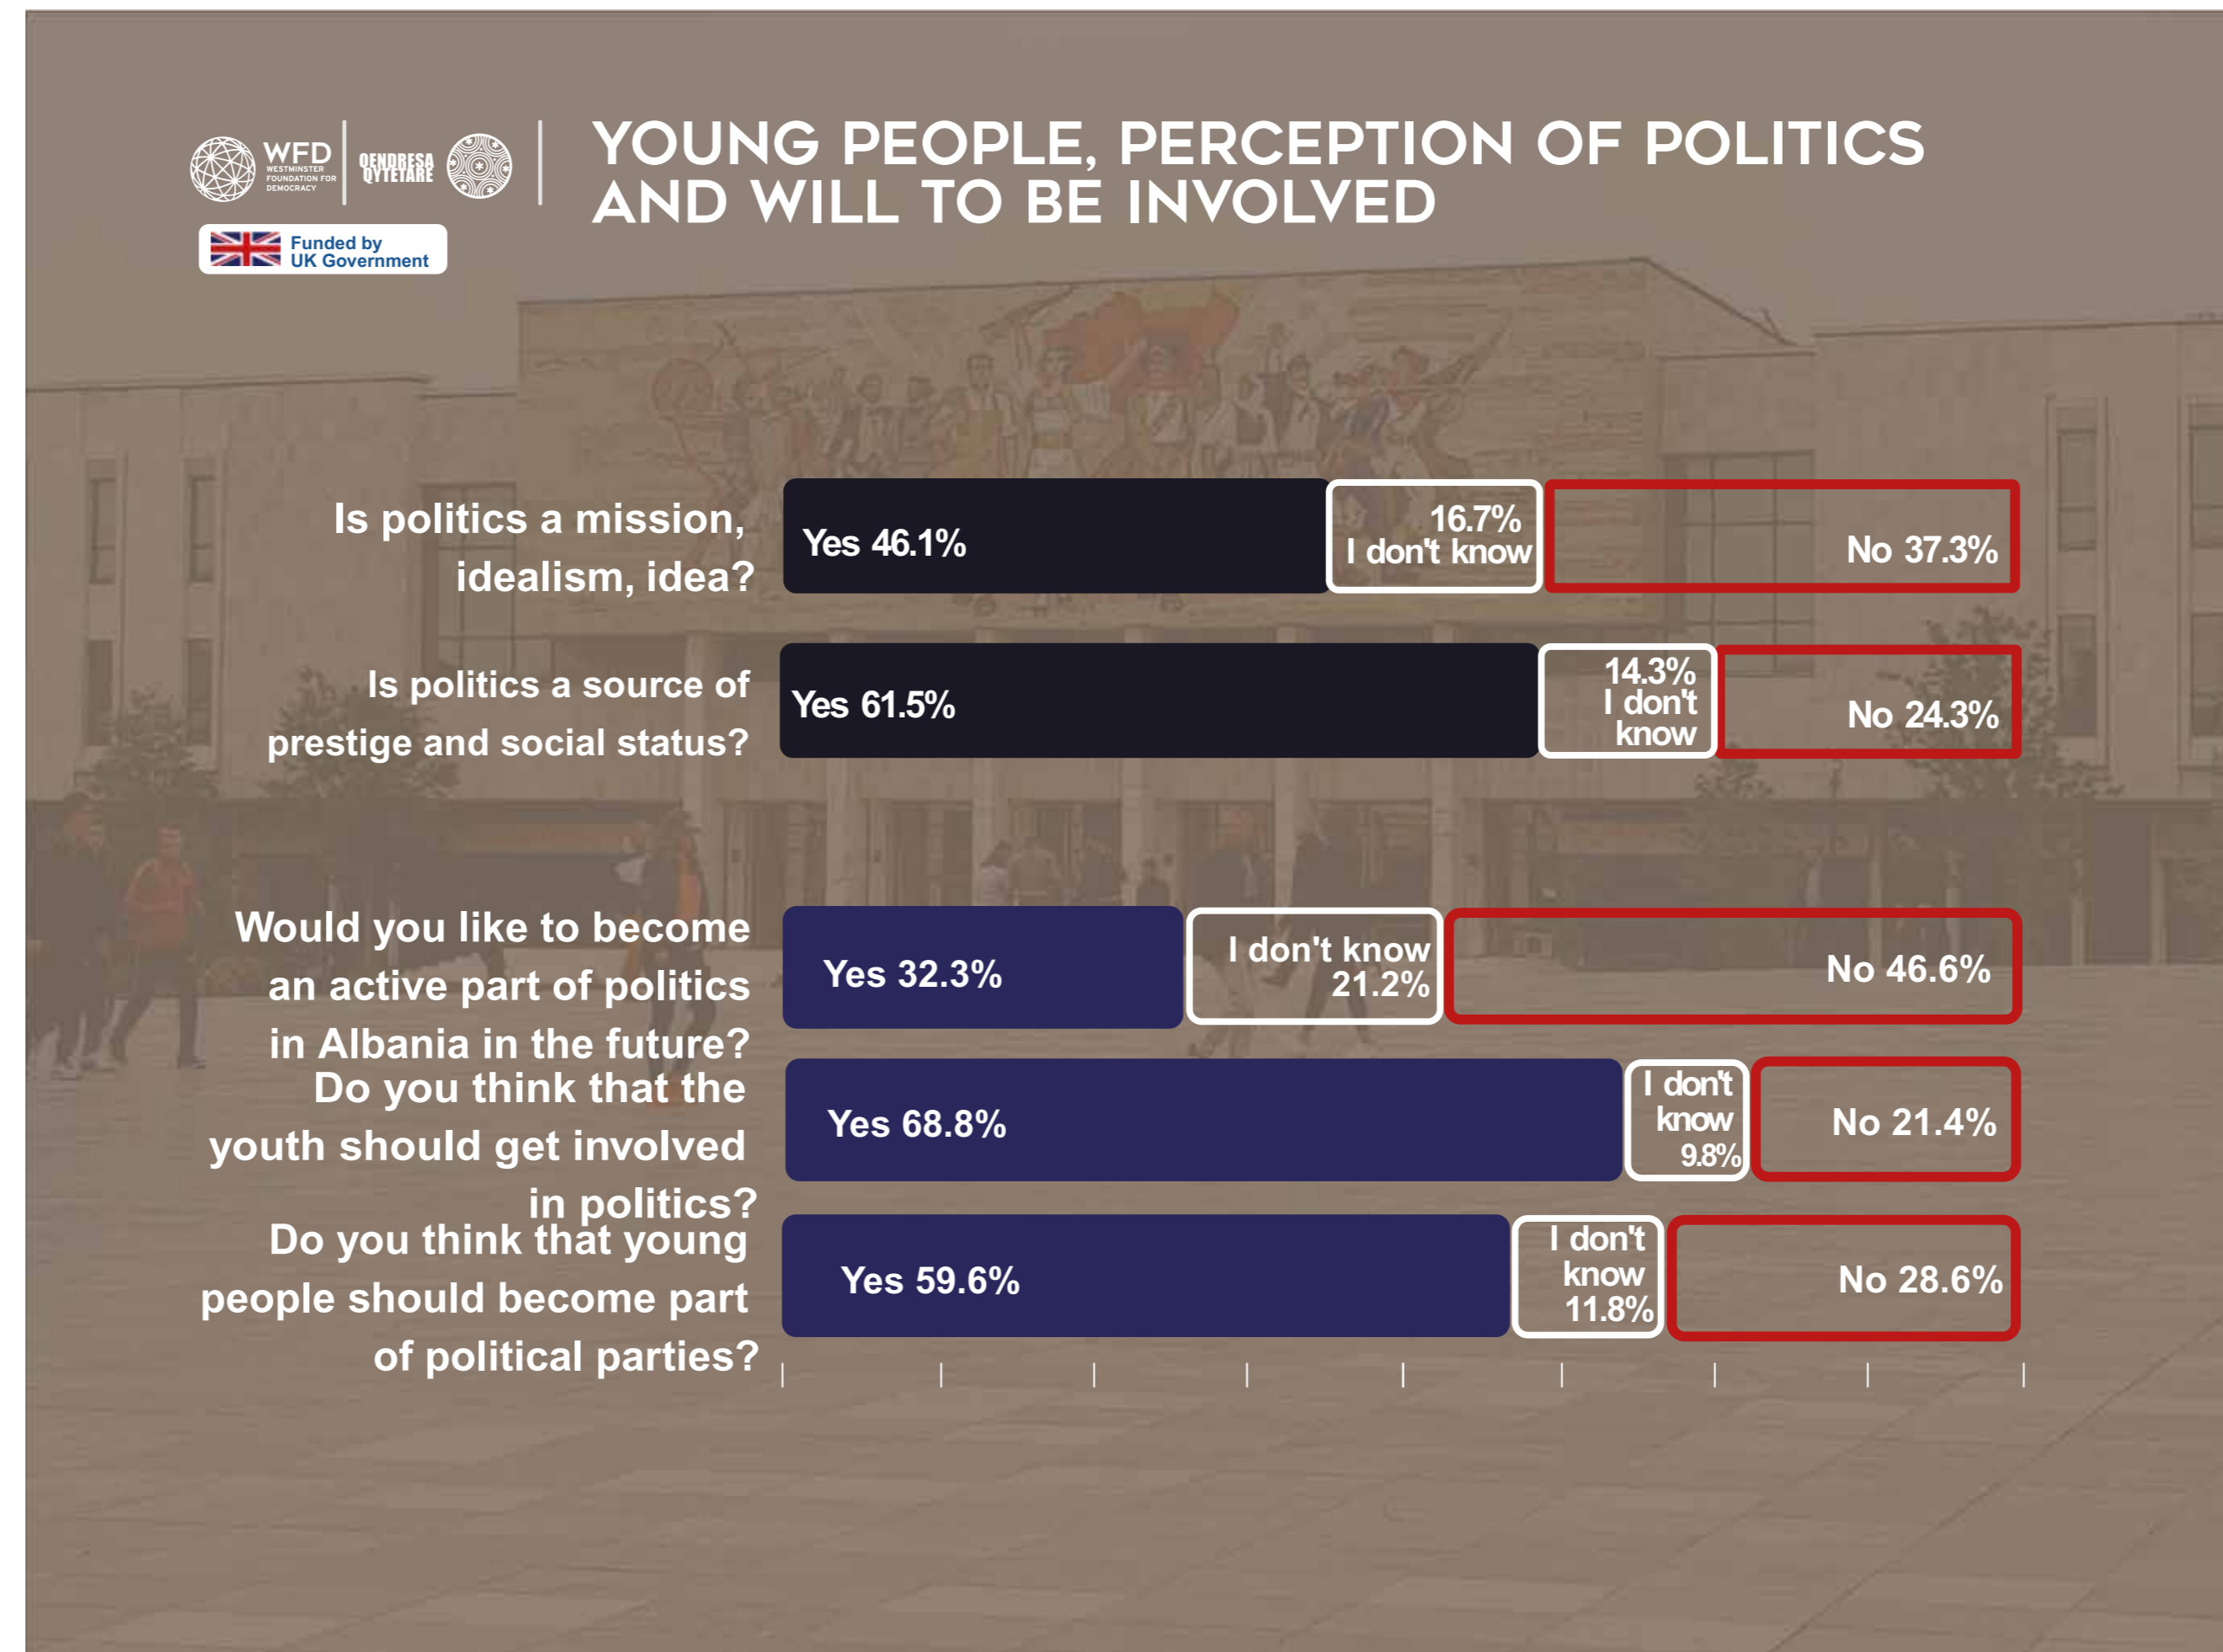 WFD
WESTMINSTER
FOUNDATION FOR
DEMOCRACY
QENDRESA
QYTETARE
Funded by
UK Government
YOUNG PEOPLE, PERCEPTION OF POLITICS
AND WILL TO BE INVOLVED
Is politics a mission,
idealism, idea?
Yes 46.1%
16.7%
I don't know
No 37.3%
Is politics a source of
prestige and social status?
Yes 61.5%
14.3%
I don't
know
No 24.3%
Would you like to become
an active part of politics
in Albania in the future?
Yes 32.3%
I don't know
21.2%
No 46.6%
Do you think that the
youth should get involved
in politics?
Yes 68.8%
I don't
know
9.8%
No 21.4%
Do you think that young
people should become part
of political parties?
Yes 59.6%
I don't
know
11.8%
No 28.6%